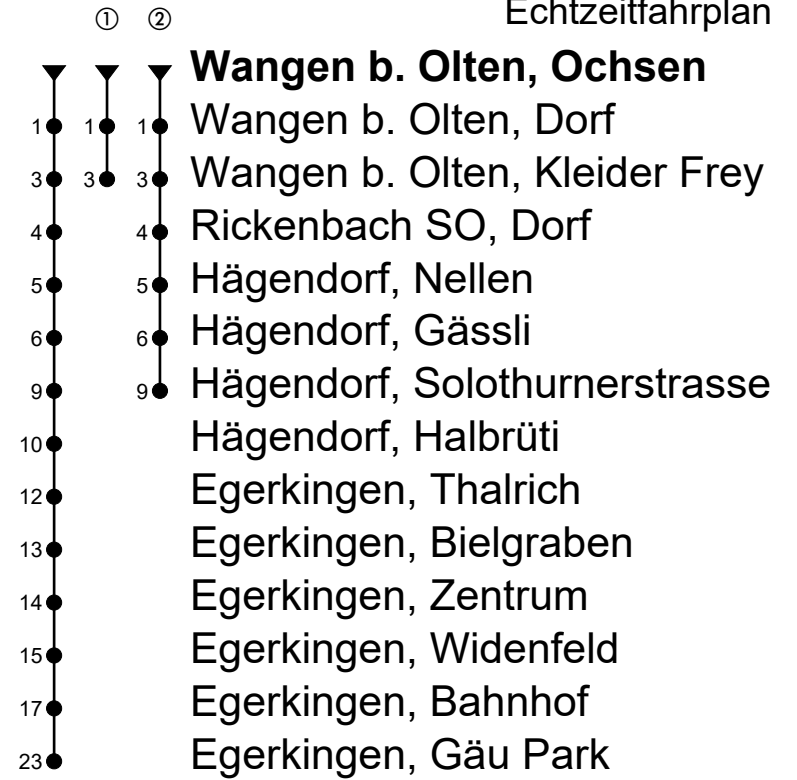 Echtzeitfahrplan
① ②
Wangen b. Olten, Ochsen
1 1 1 Wangen b. Olten, Dorf
3 3 3 Wangen b. Olten, Kleider Frey
4 4 Rickenbach SO, Dorf
5 5 Hägendorf, Nellen
6 6 Hägendorf, Gässli
9 9 Hägendorf, Solothurnerstrasse
10 Hägendorf, Halbrüti
12 Egerkingen, Thalrich
13 Egerkingen, Bielgraben
14 Egerkingen, Zentrum
15 Egerkingen, Widenfeld
17 Egerkingen, Bahnhof
23 Egerkingen, Gäu Park